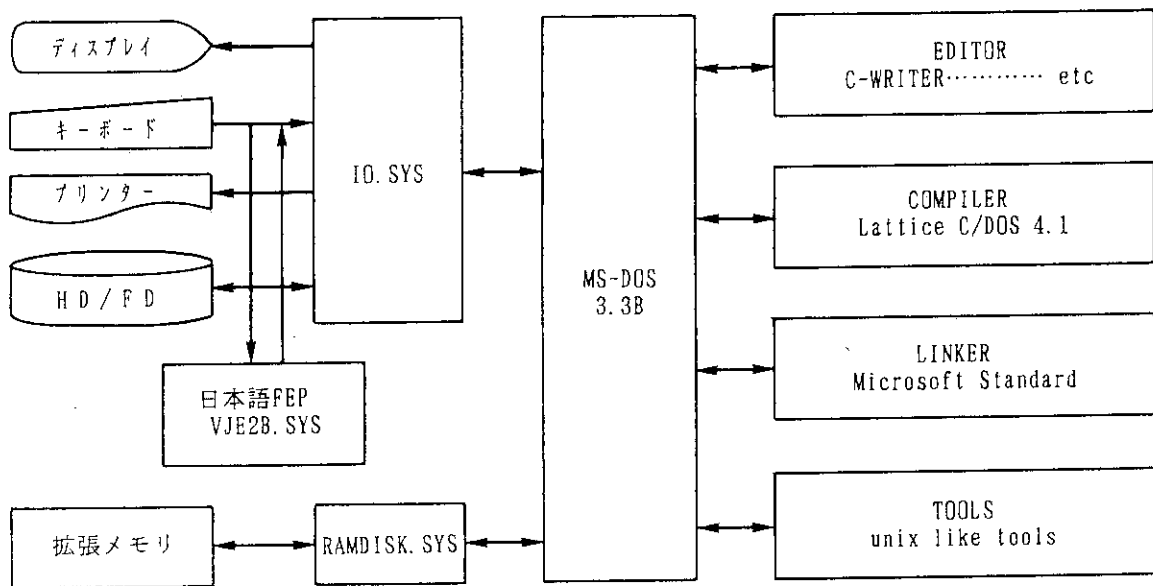 ディスプレイ
キーボード
プリンター
HD/FD
IO.SYS
日本語FEP
VJE2B.SYS
拡張メモリ
RAMDISK.SYS
MS-DOS
3.3B
EDITOR
C-WRITER………… etc
COMPILER
Lattice C/DOS 4.1
LINKER
Microsoft Standard
TOOLS
unix like tools